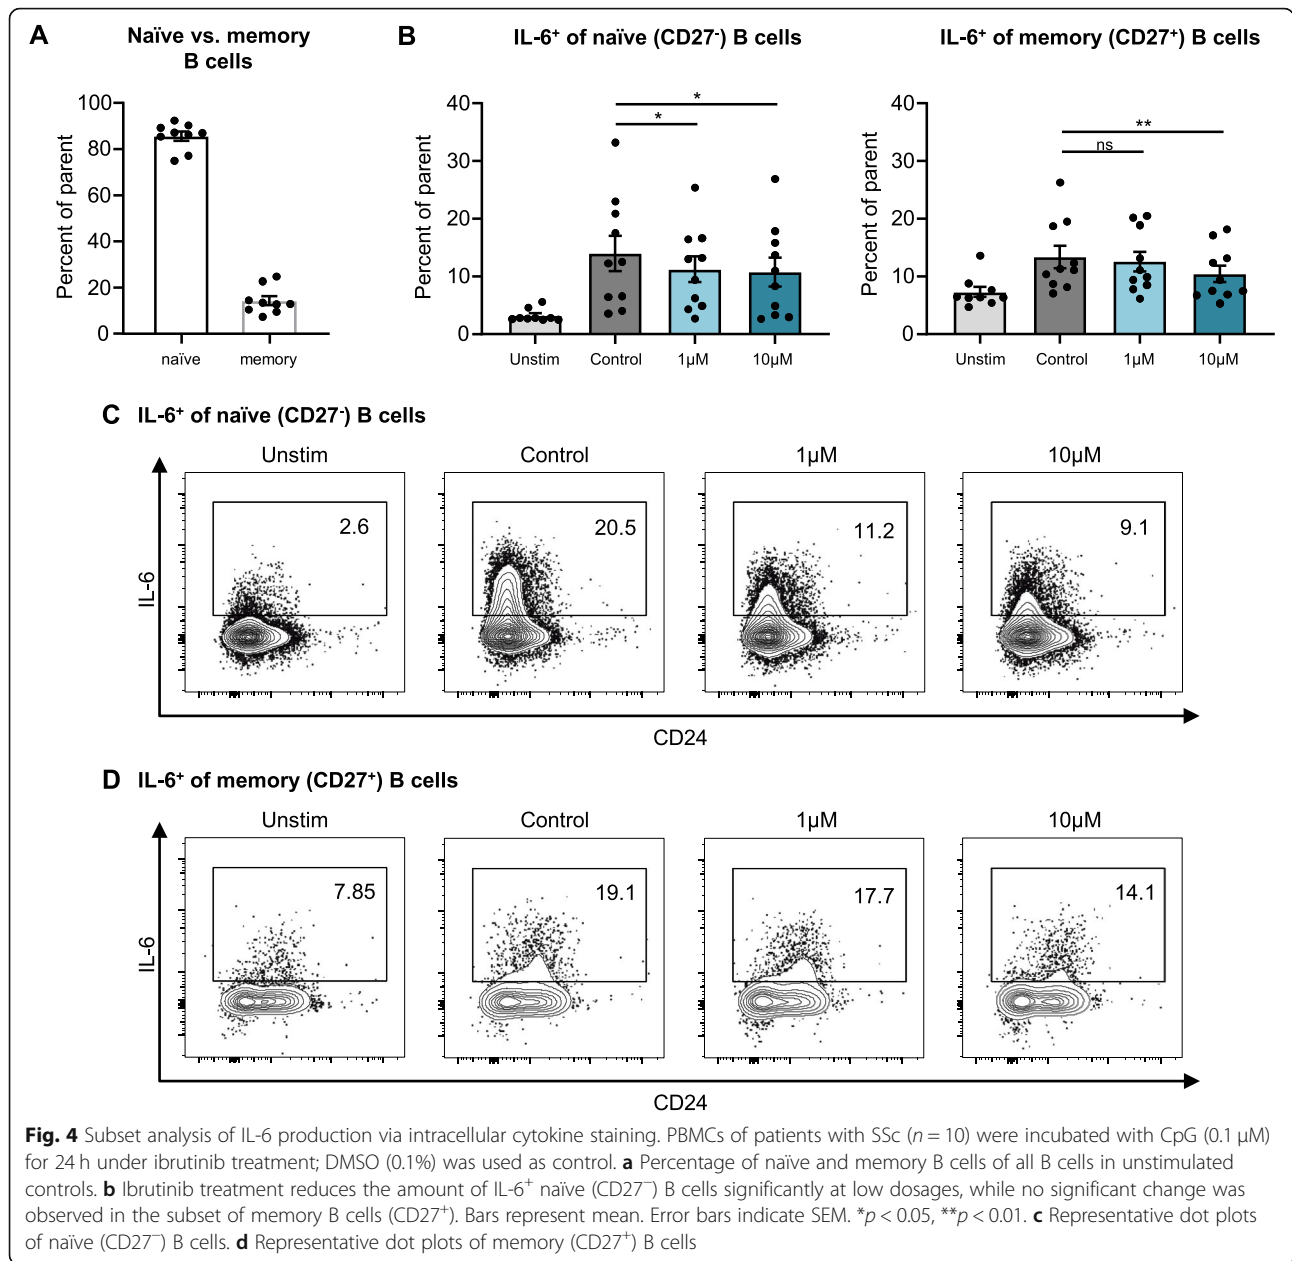 A
Naïve vs. memory
B cells
Percent of parent
100
80
60
40
20
0
naïve memory
B
IL-6⁺ of naïve (CD27⁻) B cells
Percent of parent
40
30
20
10
0
*
*
Unstim Control 1µM 10µM
IL-6⁺ of memory (CD27⁺) B cells
Percent of parent
40
30
20
10
0
**
ns
Unstim Control 1µM 10µM
C IL-6⁺ of naïve (CD27⁻) B cells
Unstim Control 1µM 10µM
2.6 20.5 11.2 9.1
IL-6
CD24
D IL-6⁺ of memory (CD27⁺) B cells
Unstim Control 1µM 10µM
7.85 19.1 17.7 14.1
IL-6
CD24
Fig. 4 Subset analysis of IL-6 production via intracellular cytokine staining. PBMCs of patients with SSc (n = 10) were incubated with CpG (0.1 µM)
for 24 h under ibrutinib treatment; DMSO (0.1%) was used as control. a Percentage of naïve and memory B cells of all B cells in unstimulated
controls. b Ibrutinib treatment reduces the amount of IL-6⁺ naïve (CD27⁻) B cells significantly at low dosages, while no significant change was
observed in the subset of memory B cells (CD27⁺). Bars represent mean. Error bars indicate SEM. *p < 0.05, **p < 0.01. c Representative dot plots
of naïve (CD27⁻) B cells. d Representative dot plots of memory (CD27⁺) B cells